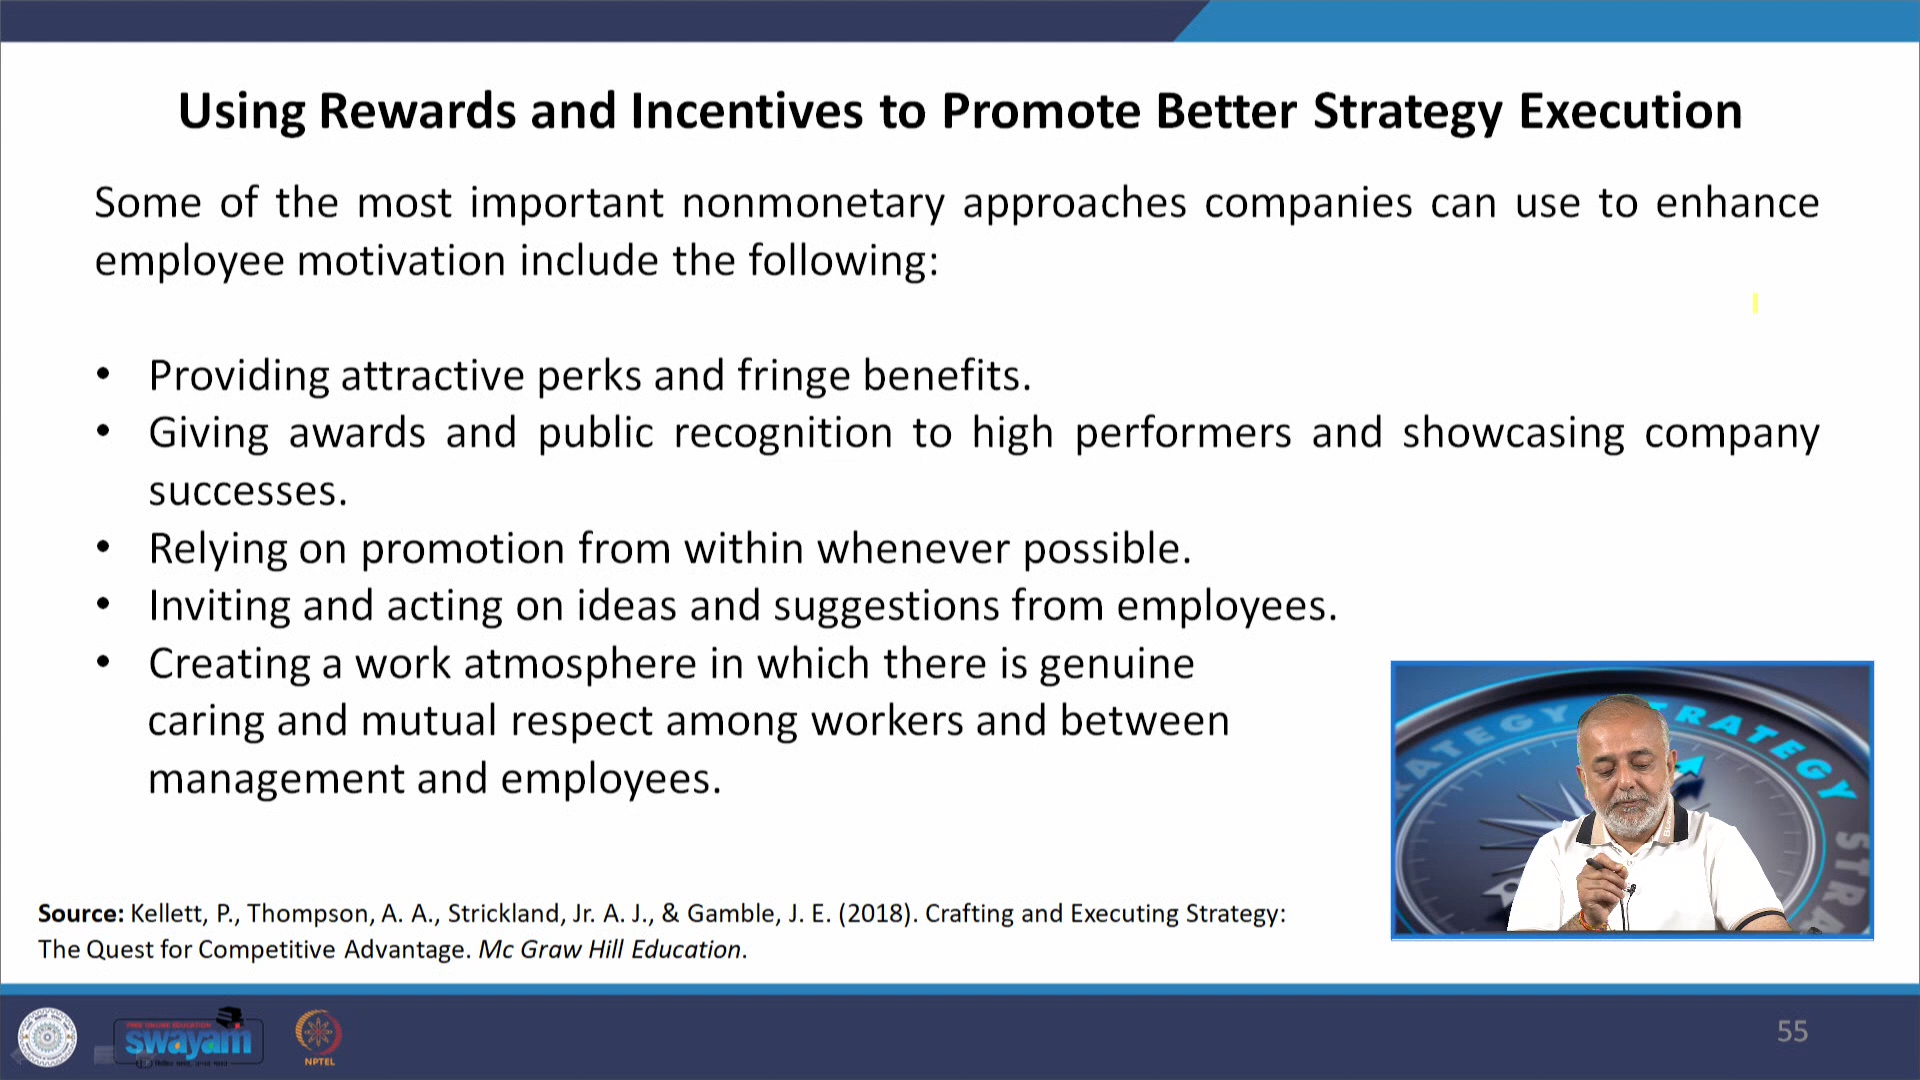 Using Rewards and Incentives to Promote Better Strategy Execution
Some of the most important nonmonetary approaches companies can use to enhance
employee motivation include the following:
• Providing attractive perks and fringe benefits.
• Giving awards and public recognition to high performers and showcasing company
successes.
• Relying on promotion from within whenever possible.
• Inviting and acting on ideas and suggestions from employees.
• Creating a work atmosphere in which there is genuine
caring and mutual respect among workers and between
management and employees.
STRATEGY STRATEGY STRA
Source: Kellett, P., Thompson, A. A., Strickland, Jr. A. J., & Gamble, J. E. (2018). Crafting and Executing Strategy:
The Quest for Competitive Advantage. Mc Graw Hill Education.
swayam
NPTEL
55